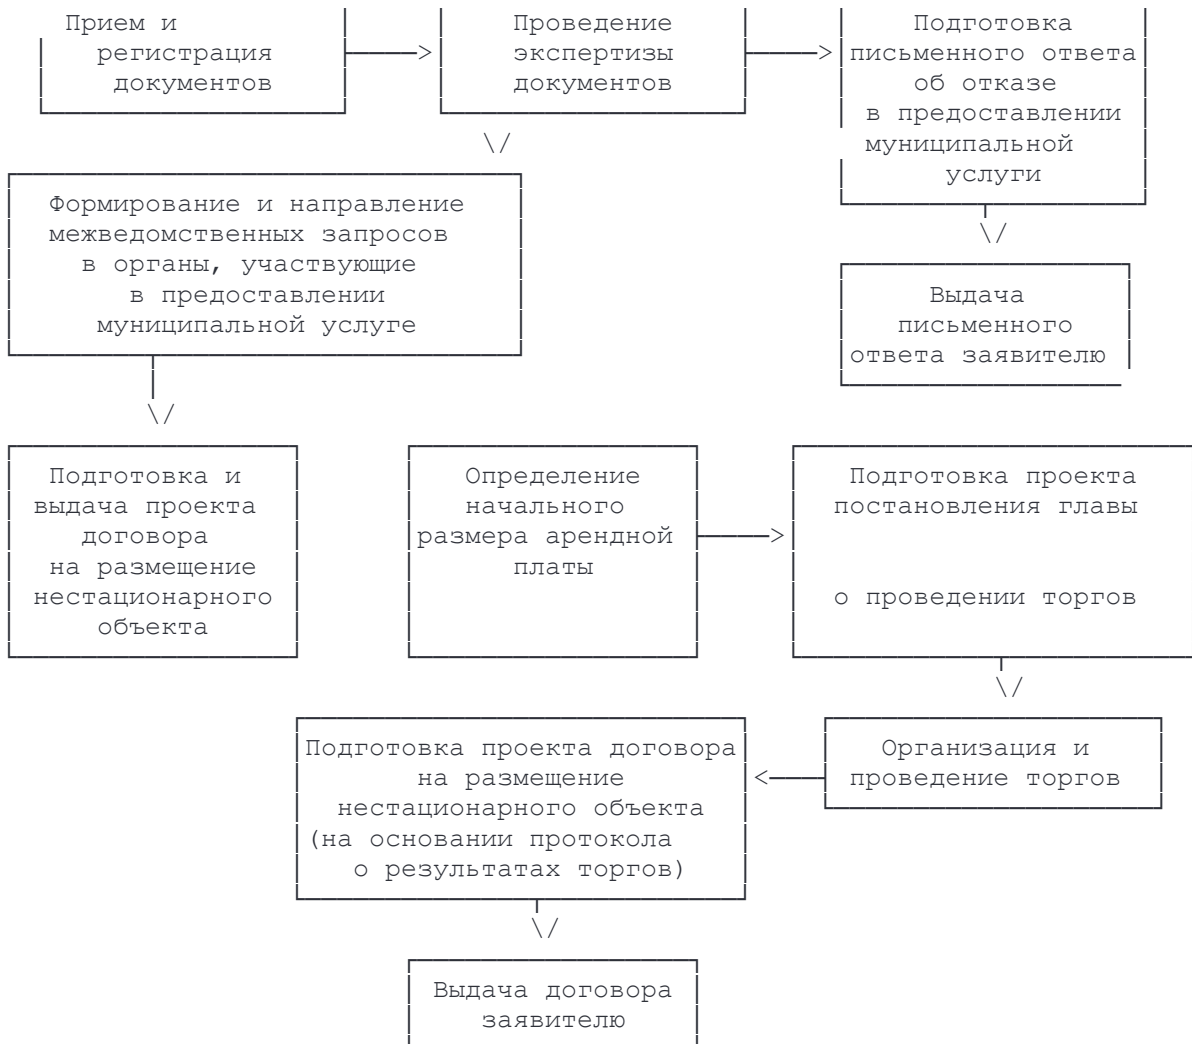 Прием и
регистрация
документов
Проведение
экспертизы
документов
Подготовка
письменного ответа
об отказе
в предоставлении
муниципальной
услуги
Формирование и направление
межведомственных запросов
в органы, участвующие
в предоставлении
муниципальной услуге
Выдача
письменного
ответа заявителю
Подготовка и
выдача проекта
договора
на размещение
нестационарного
объекта
Определение
начального
размера арендной
платы
Подготовка проекта
постановления главы
о проведении торгов
Организация и
проведение торгов
Подготовка проекта договора
на размещение
нестационарного объекта
(на основании протокола
о результатах торгов)
Выдача договора
заявителю